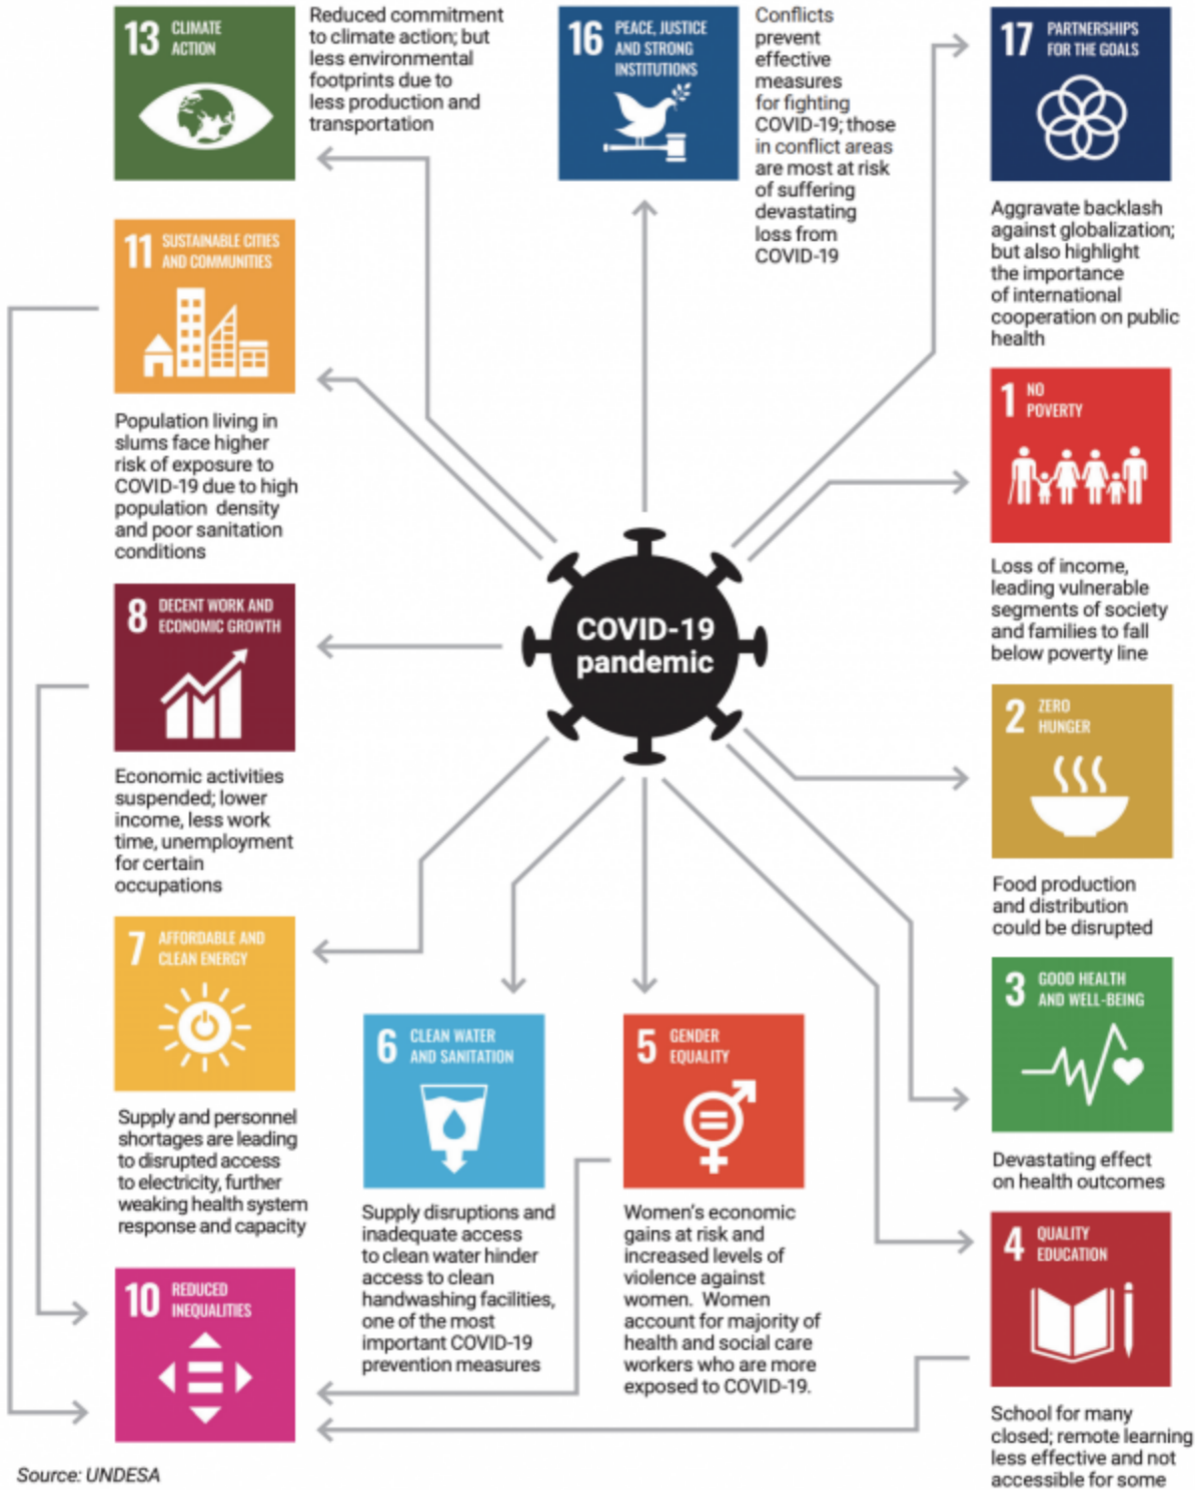 13 CLIMATE
ACTION
Reduced commitment
to climate action; but
less environmental
footprints due to
less production and
transportation
16 PEACE, JUSTICE
AND STRONG
INSTITUTIONS
Conflicts
prevent
effective
measures
for fighting
COVID-19; those
in conflict areas
are most at risk
of suffering
devastating
loss from
COVID-19
17 PARTNERSHIPS
FOR THE GOALS
Aggravate backlash
against globalization;
but also highlight
the importance
of international
cooperation on public
health
11 SUSTAINABLE CITIES
AND COMMUNITIES
Population living in
slums face higher
risk of exposure to
COVID-19 due to high
population density
and poor sanitation
conditions
1 NO
POVERTY
Loss of income,
leading vulnerable
segments of society
and families to fall
below poverty line
8 DECENT WORK AND
ECONOMIC GROWTH
Economic activities
suspended; lower
income, less work
time, unemployment
for certain
occupations
COVID-19
pandemic
2 ZERO
HUNGER
Food production
and distribution
could be disrupted
7 AFFORDABLE AND
CLEAN ENERGY
Supply and personnel
shortages are leading
to disrupted access
to electricity, further
weaking health system
response and capacity
6 CLEAN WATER
AND SANITATION
Supply disruptions and
inadequate access
to clean water hinder
access to clean
handwashing facilities,
one of the most
important COVID-19
prevention measures
5 GENDER
EQUALITY
Women's economic
gains at risk and
increased levels of
violence against
women. Women
account for majority of
health and social care
workers who are more
exposed to COVID-19.
3 GOOD HEALTH
AND WELL-BEING
Devastating effect
on health outcomes
4 QUALITY
EDUCATION
School for many
closed; remote learning
less effective and not
accessible for some
10 REDUCED
INEQUALITIES
Source: UNDESA